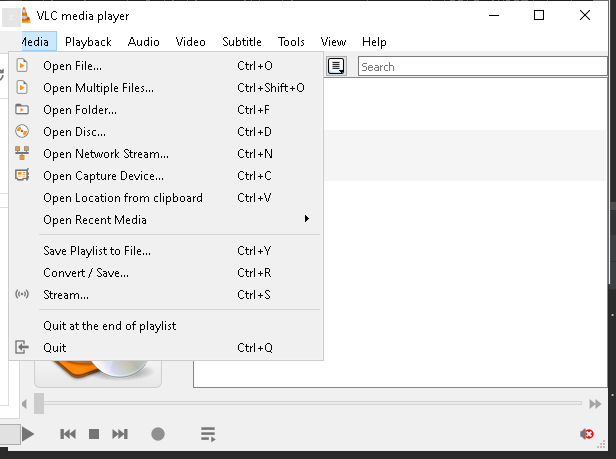 VLC media player
Media Playback Audio Video Subtitle Tools View Help
Search
Open File... Ctrl+O
Open Multiple Files... Ctrl+Shift+O
Open Folder... Ctrl+F
Open Disc... Ctrl+D
Open Network Stream... Ctrl+N
Open Capture Device... Ctrl+C
Open Location from clipboard Ctrl+V
Open Recent Media
Save Playlist to File... Ctrl+Y
Convert / Save... Ctrl+R
Stream... Ctrl+S
Quit at the end of playlist
Quit Ctrl+Q